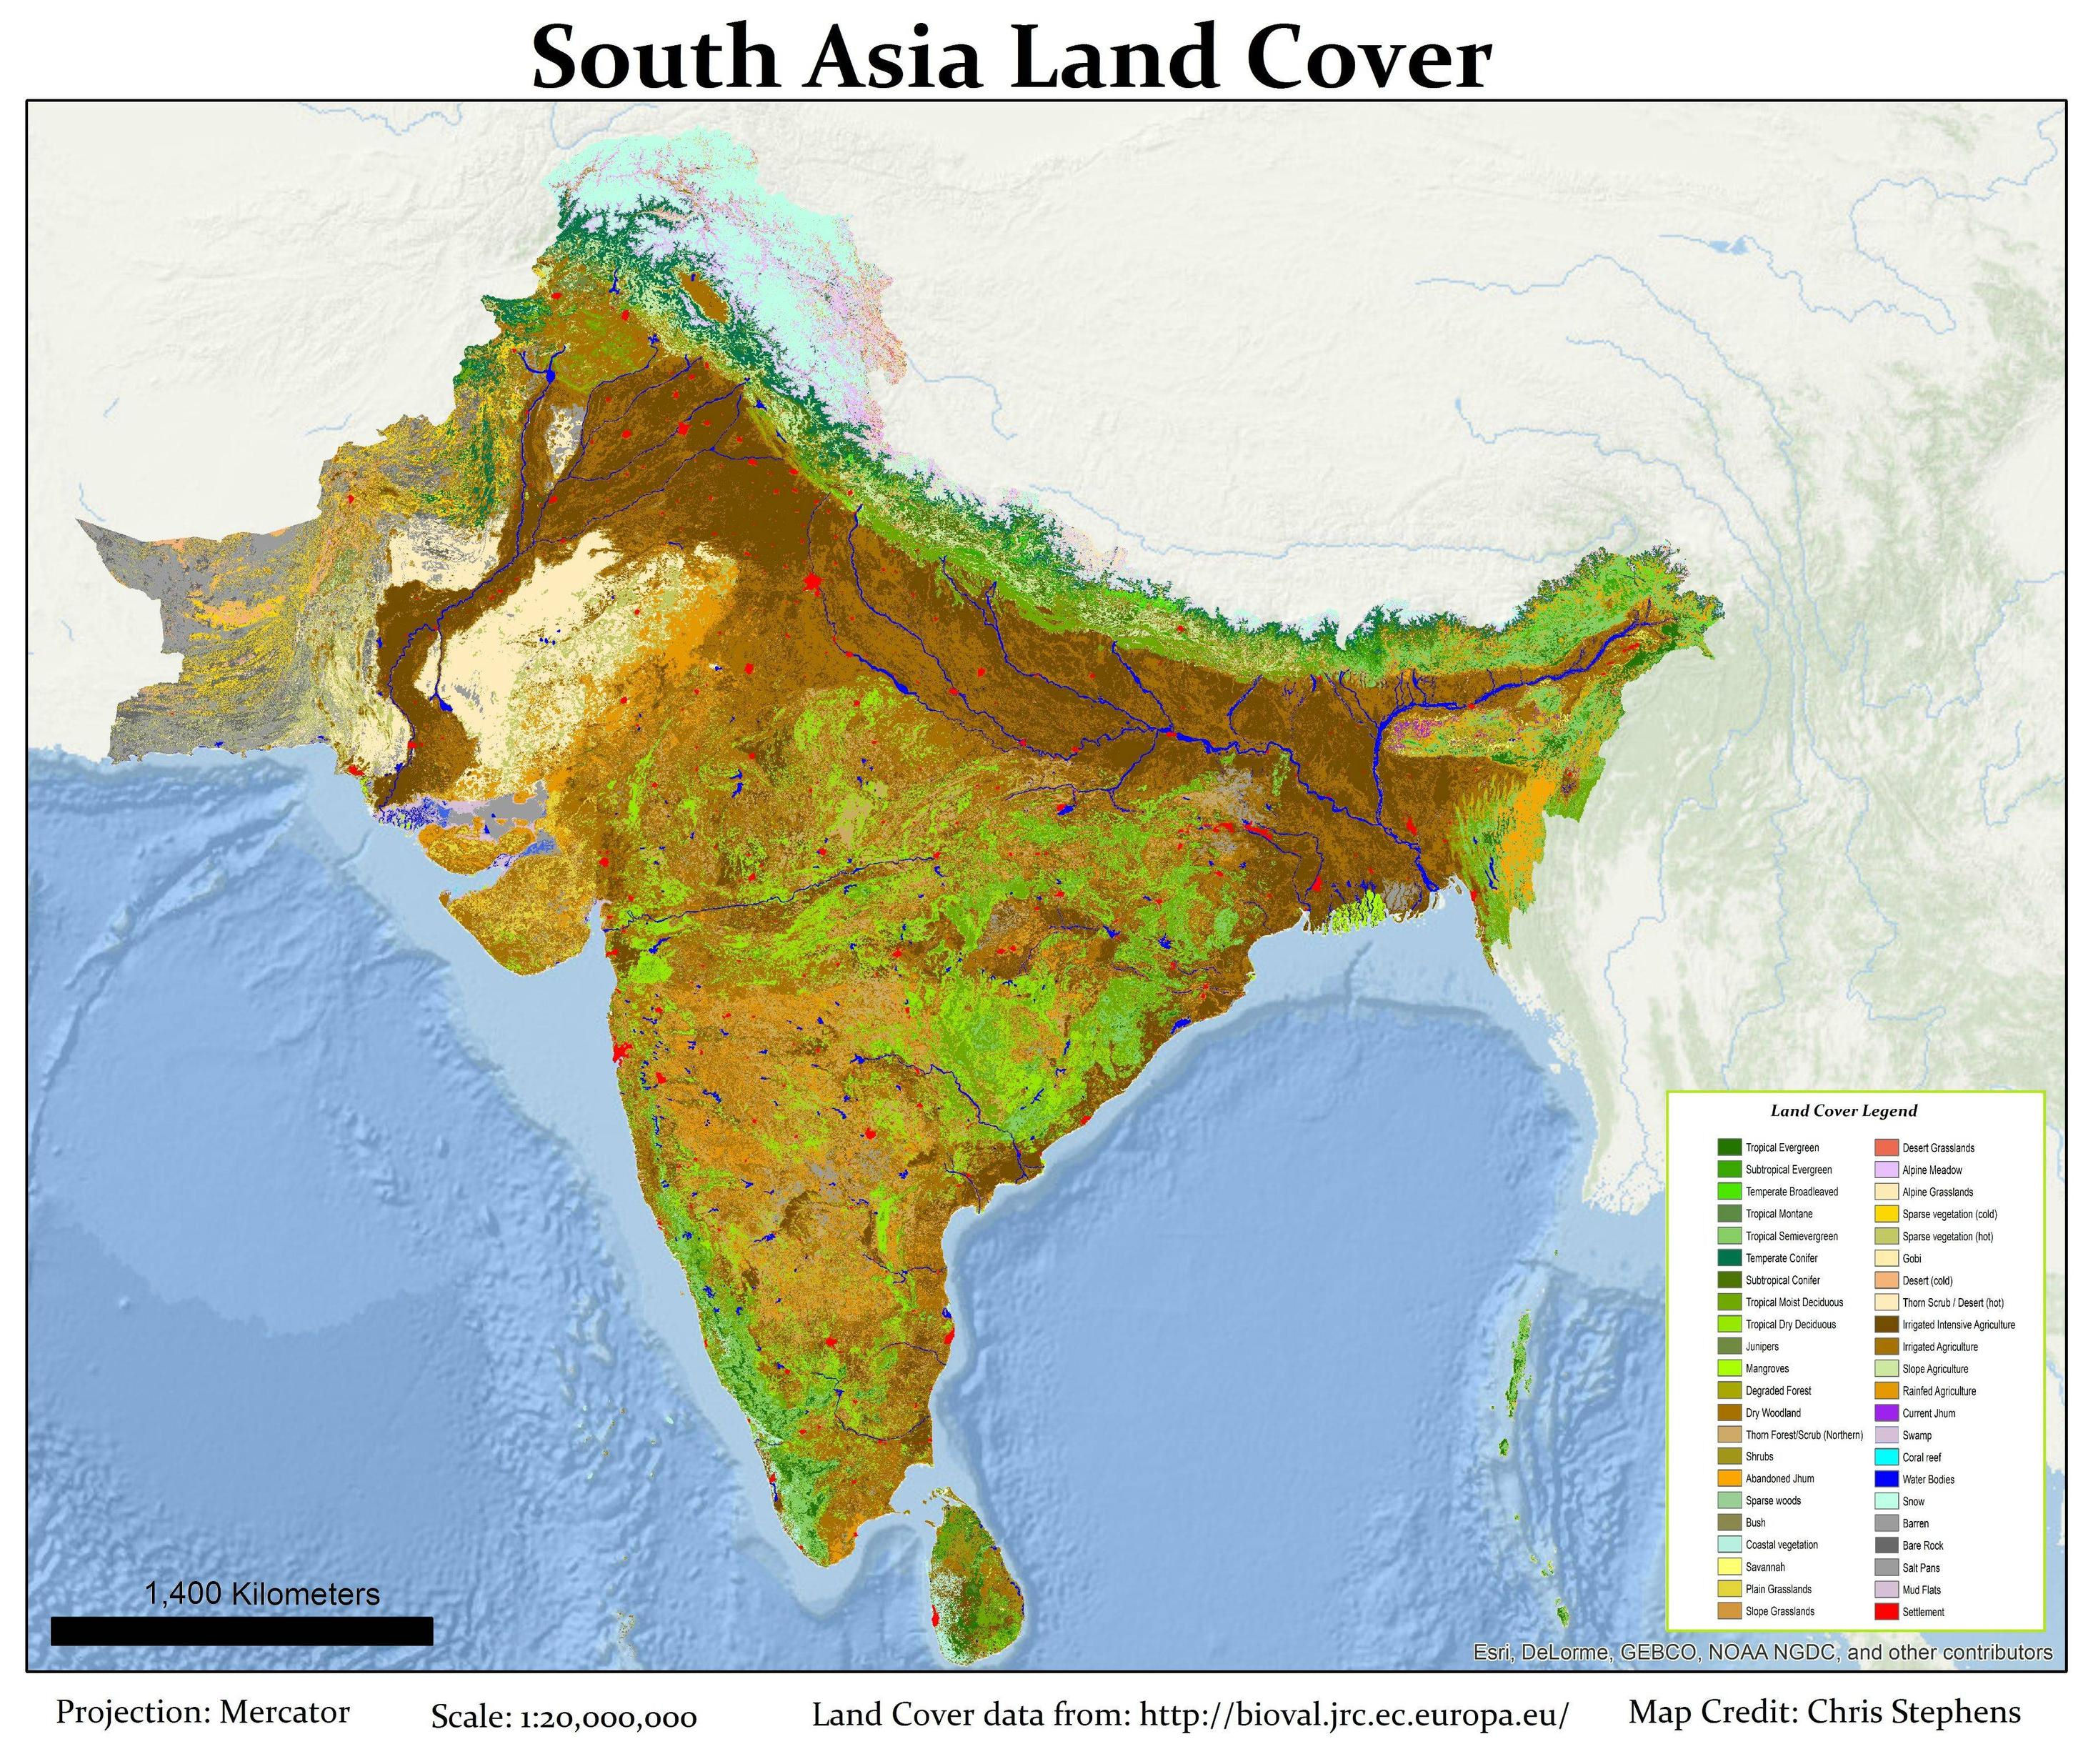 South Asia Land Cover
Land Cover Legend
Tropical Evergreen
Subtropical Evergreen
Temperate Broadleaved
Tropical Montane
Tropical Semievergreen
Temperate Conifer
Subtropical Conifer
Tropical Moist Deciduous
Tropical Dry Deciduous
Junipers
Mangroves
Degraded Forest
Dry Woodland
Thorn Forest/Scrub (Northern)
Shrubs
Abandoned Jhum
Sparse woods
Bush
Coastal vegetation
Savannah
Plain Grasslands
Slope Grasslands
Desert Grasslands
Alpine Meadow
Alpine Grasslands
Sparse vegetation (cold)
Sparse vegetation (hot)
Gobi
Desert (cold)
Thorn Scrub / Desert (hot)
Irrigated Intensive Agriculture
Irrigated Agriculture
Slope Agriculture
Rainfed Agriculture
Current Jhum
Swamp
Coral reef
Water Bodies
Snow
Barren
Bare Rock
Salt Pans
Mud Flats
Settlement
1,400 Kilometers
Esri, DeLorme, GEBCO, NOAA NGDC, and other contributors
Projection: Mercator
Scale: 1:20,000,000
Land Cover data from: http://bioval.jrc.ec.europa.eu/
Map Credit: Chris Stephens